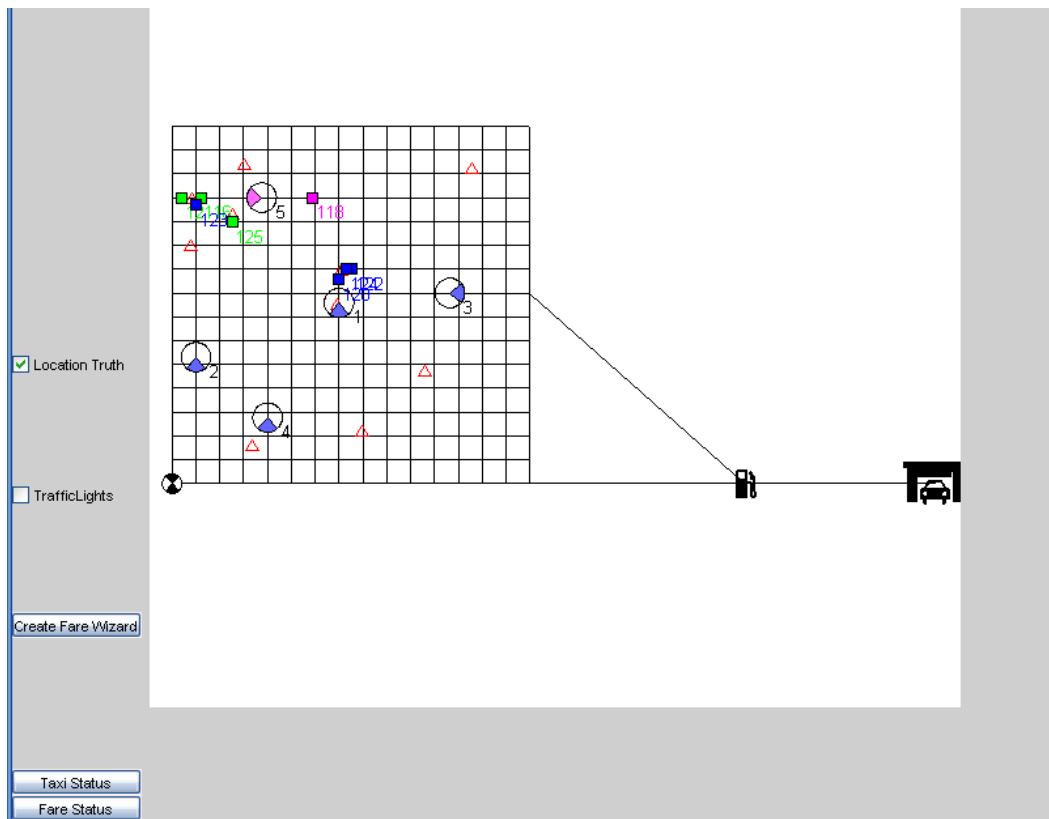 5
118
125
3
1
2
Location Truth
4
TrafficLights
Create Fare Wizard
Taxi Status
Fare Status